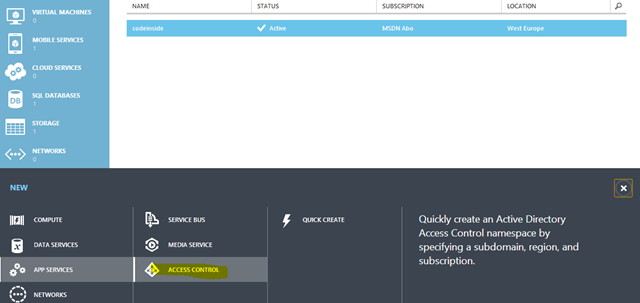 VIRTUAL MACHINES
0
MOBILE SERVICES
1
CLOUD SERVICES
0
DB
SQL DATABASES
1
STORAGE
1
NETWORKS
0
NAME STATUS SUBSCRIPTION LOCATION
codeinside Active MSDN Abo West Europe
NEW
COMPUTE
DATA SERVICES
APP SERVICES
NETWORKS
SERVICE BUS
MEDIA SERVICE
ACCESS CONTROL
QUICK CREATE
Quickly create an Active Directory
Access Control namespace by
specifying a subdomain, region, and
subscription.